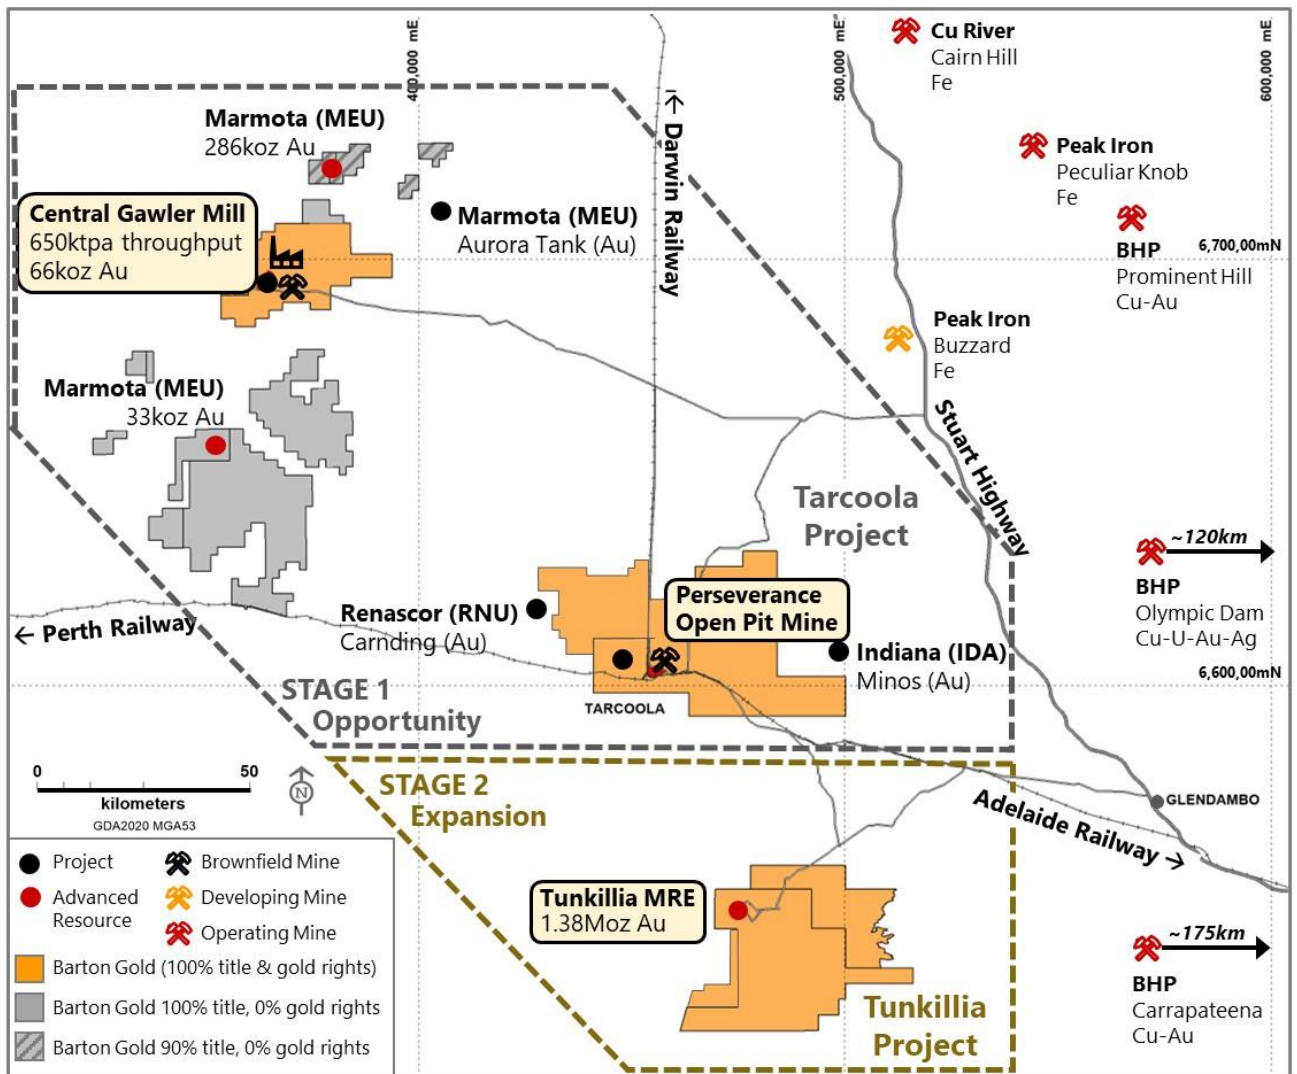 Cu River
Cairn Hill
Fe
400,000 mE
500,000 mE
600,000 mE
Marmota (MEU)
286koz Au
← Darwin Railway
Peak Iron
Peculiar Knob
Fe
Central Gawler Mill
650ktpa throughput
66koz Au
Marmota (MEU)
Aurora Tank (Au)
BHP
Prominent Hill
Cu-Au
6,700,00mN
Peak Iron
Buzzard
Fe
Marmota (MEU)
33koz Au
Stuart Highway
Tarcoola
Project
~120km
BHP
Olympic Dam
Cu-U-Au-Ag
Perseverance
Open Pit Mine
Renascor (RNU)
Carnding (Au)
← Perth Railway
Indiana (IDA)
Minos (Au)
6,600,00mN
STAGE 1
Opportunity
TARCOOLA
STAGE 2
Expansion
0
50
kilometers
GDA2020 MGA53
N
GLENDAMBO
Adelaide Railway →
Tunkillia MRE
1.38Moz Au
~175km
BHP
Carrapateena
Cu-Au
Tunkillia
Project
Project
Advanced
Resource
Brownfield Mine
Developing Mine
Operating Mine
Barton Gold (100% title & gold rights)
Barton Gold 100% title, 0% gold rights
Barton Gold 90% title, 0% gold rights